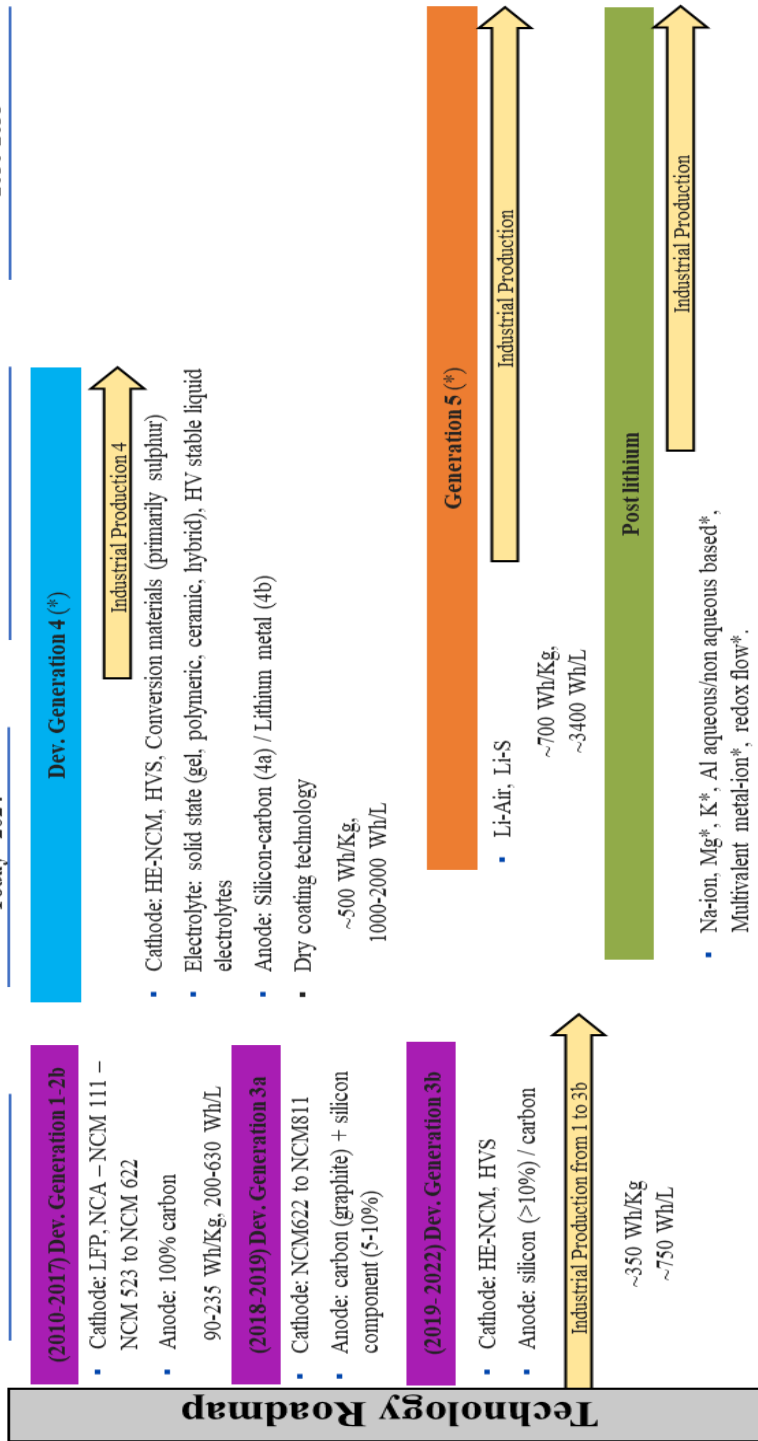 Technology Roadmap
(2010-2017) Dev. Generation 1-2b
▪ Cathode: LFP, NCA – NCM 111 –
NCM 523 to NCM 622
▪ Anode: 100% carbon
90-235 Wh/Kg, 200-630 Wh/L
(2018-2019) Dev. Generation 3a
▪ Cathode: NCM622 to NCM811
▪ Anode: carbon (graphite) + silicon
component (5-10%)
(2019-2022) Dev. Generation 3b
▪ Cathode: HE-NCM, HVS
▪ Anode: silicon (>10%) / carbon
Industrial Production from 1 to 3b
~350 Wh/Kg
~750 Wh/L
Dev. Generation 4 (*)
Industrial Production 4
▪ Cathode: HE-NCM, HVS, Conversion materials (primarily sulphur)
▪ Electrolyte: solid state (gel, polymeric, ceramic, hybrid), HV stable liquid
electrolytes
▪ Anode: Silicon-carbon (4a) / Lithium metal (4b)
▪ Dry coating technology
~500 Wh/Kg,
1000-2000 Wh/L
Generation 5 (*)
Industrial Production
▪ Li-Air, Li-S
~700 Wh/Kg,
~3400 Wh/L
Post lithium
Industrial Production
▪ Na-ion, Mg*, K*, Al aqueous/non aqueous based*,
Multivalent metal-ion*, redox flow*.